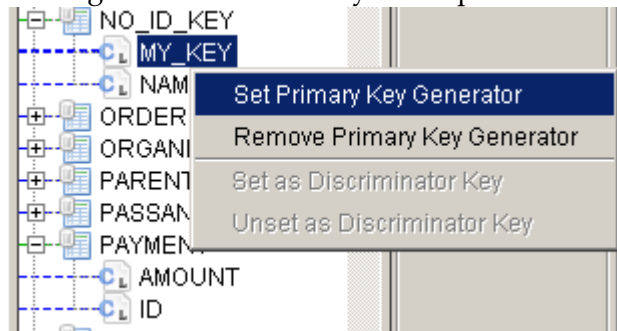 NO_ID_KEY
MY_KEY
NAM
Set Primary Key Generator
ORDER
Remove Primary Key Generator
ORGANI
PARENT
Set as Discriminator Key
PASSAN
Unset as Discriminator Key
PAYMENT
AMOUNT
ID